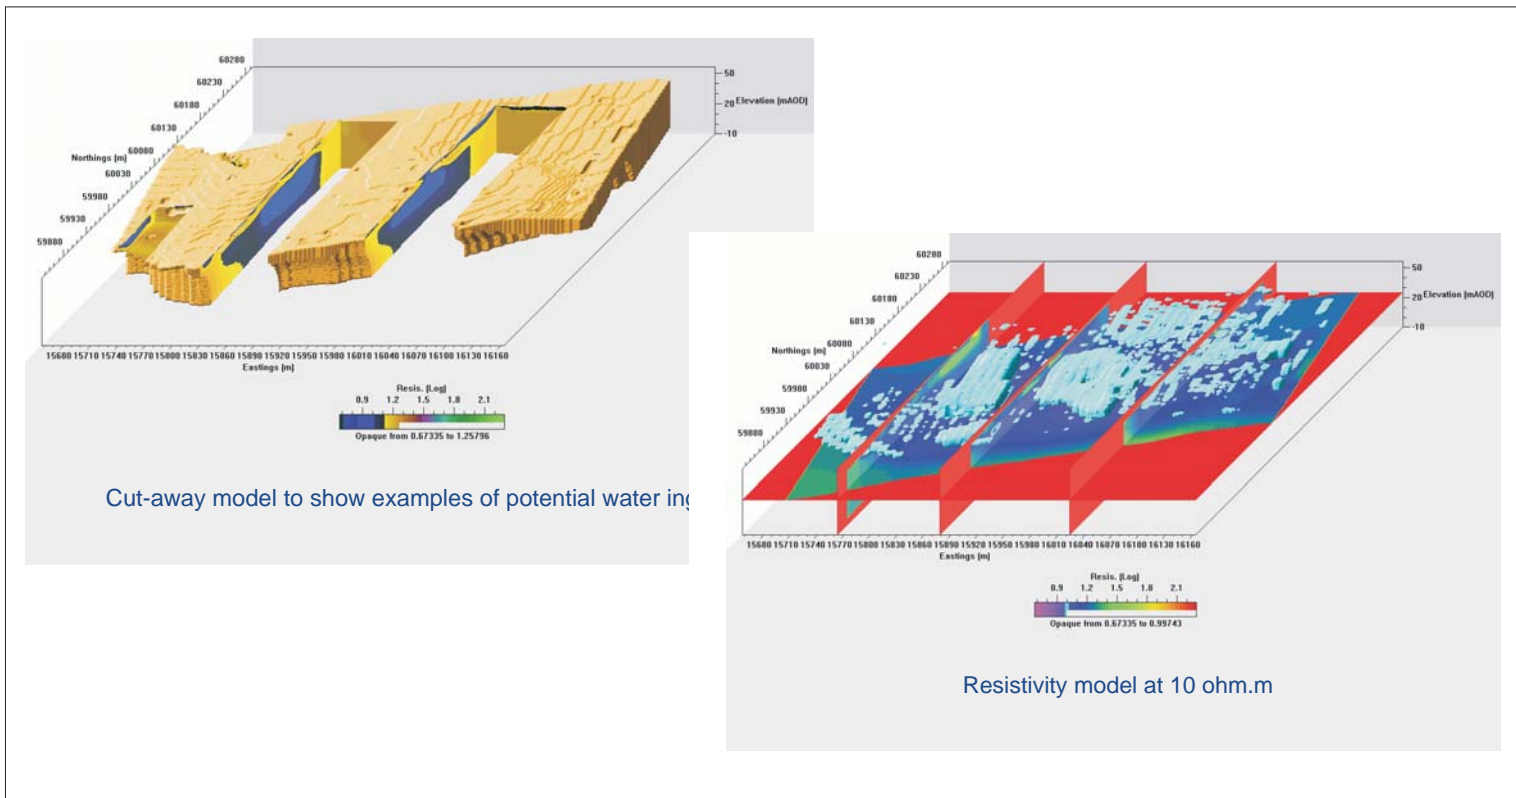 60280
60230
60180
60130
60080
60030
59980
59930
59880
Northings (m)
50
20
-10
Elevation (mAOD)
15680 15710 15740 15770 15800 15830 15860 15890 15920 15950 15980 16010 16040 16070 16100 16130 16160
Eastings (m)
Resis. (Log)
0.9 1.2 1.5 1.8 2.1
Opaque from 0.67335 to 1.25796
Cut-away model to show examples of potential water ing
60280
60230
60180
60130
60080
60030
59980
59930
59880
Northings (m)
50
20
-10
Elevation (mAOD)
15680 15710 15740 15770 15800 15830 15860 15890 15920 15950 15980 16010 16040 16070 16100 16130 16160
Eastings (m)
Resis. (Log)
0.9 1.2 1.5 1.8 2.1
Opaque from 0.67335 to 0.99743
Resistivity model at 10 ohm.m